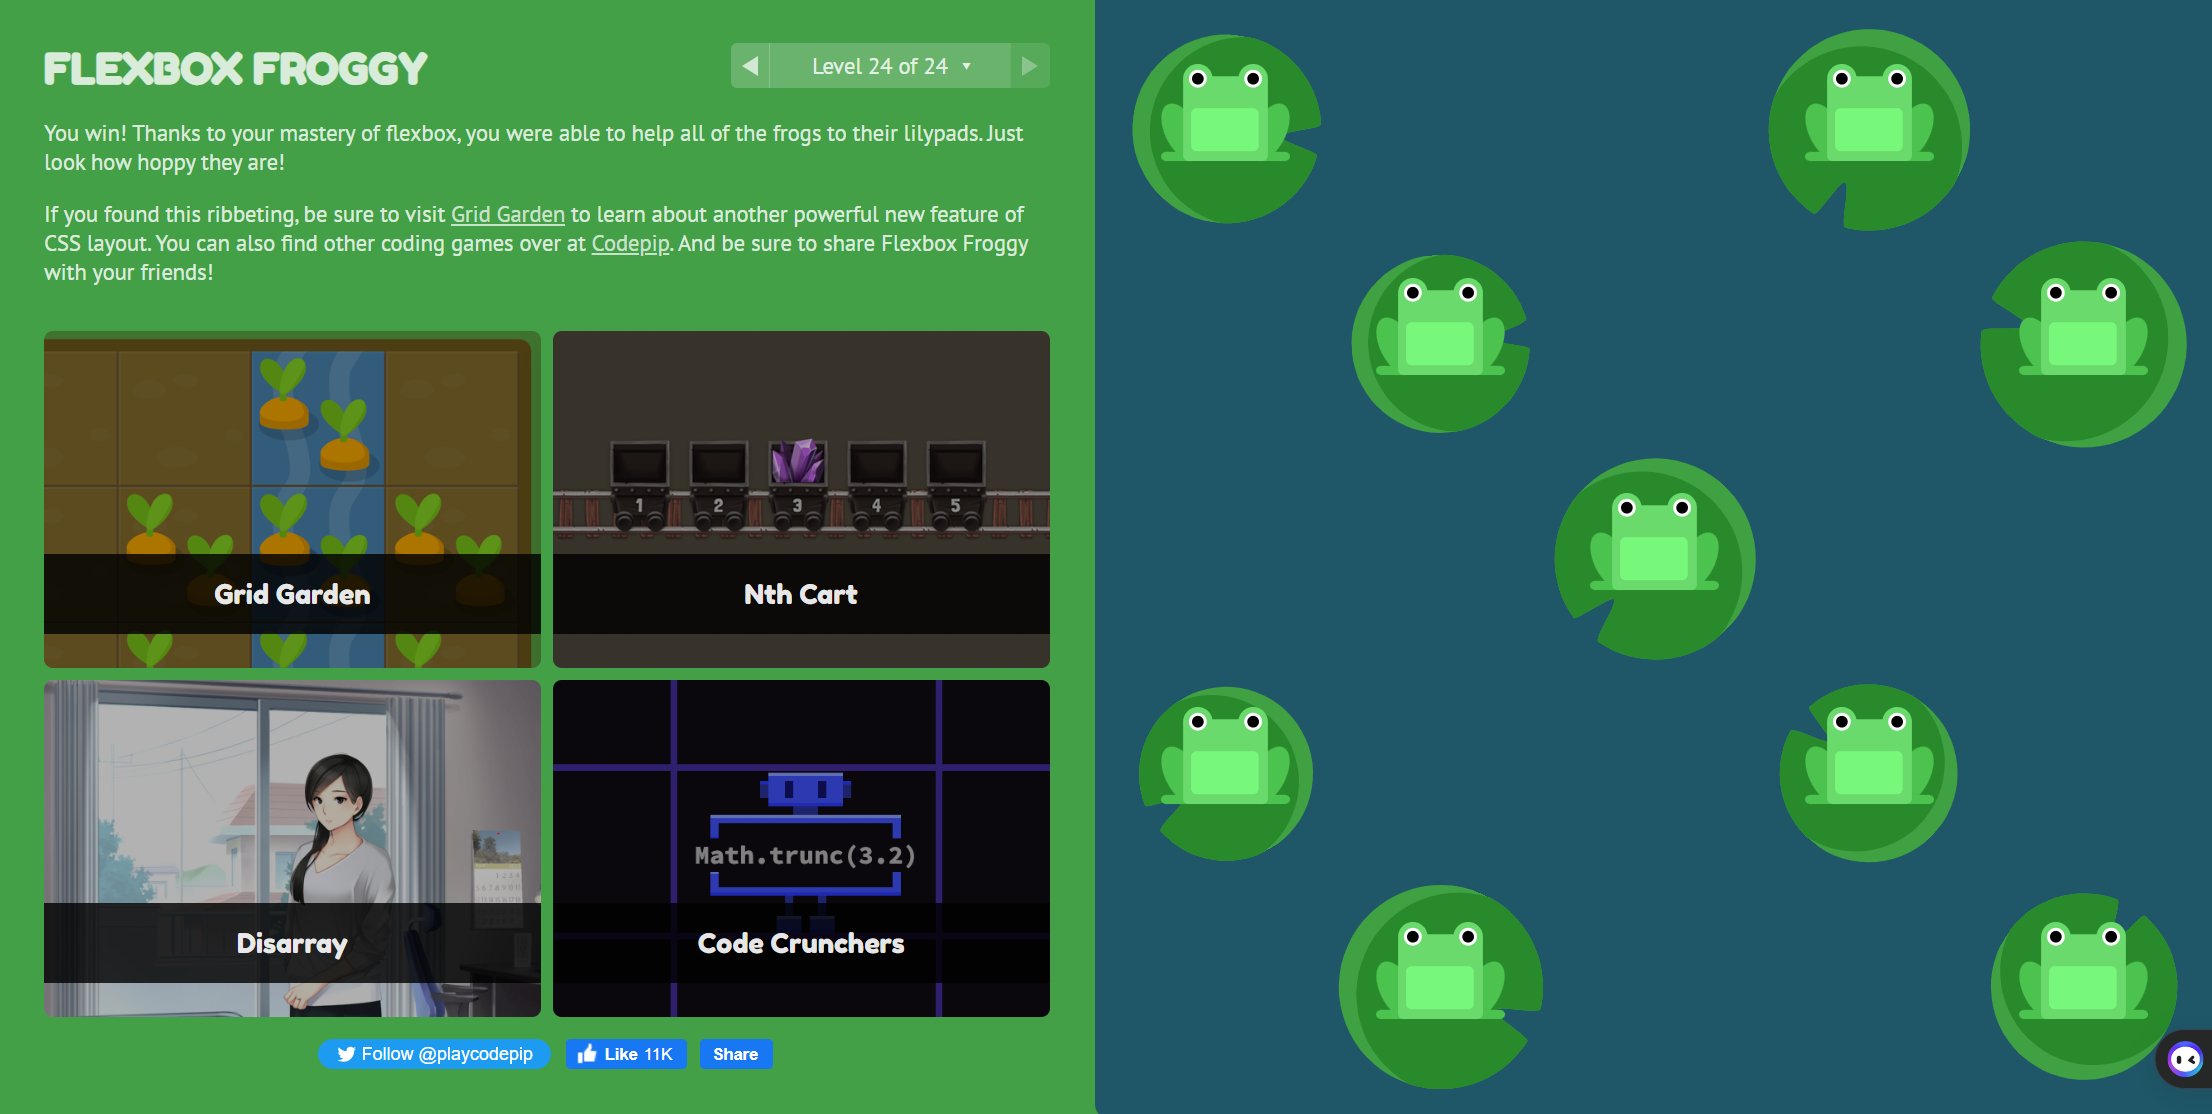 FLEXBOX FROGGY
Level 24 of 24
You win! Thanks to your mastery of flexbox, you were able to help all of the frogs to their lilypads. Just
look how hoppy they are!
If you found this ribbeting, be sure to visit Grid Garden to learn about another powerful new feature of
CSS layout. You can also find other coding games over at Codepip. And be sure to share Flexbox Froggy
with your friends!
Grid Garden
1 2 3 4 5
Nth Cart
Disarray
Math.trunc(3.2)
Code Crunchers
Follow @playcodepip
Like 11K
Share